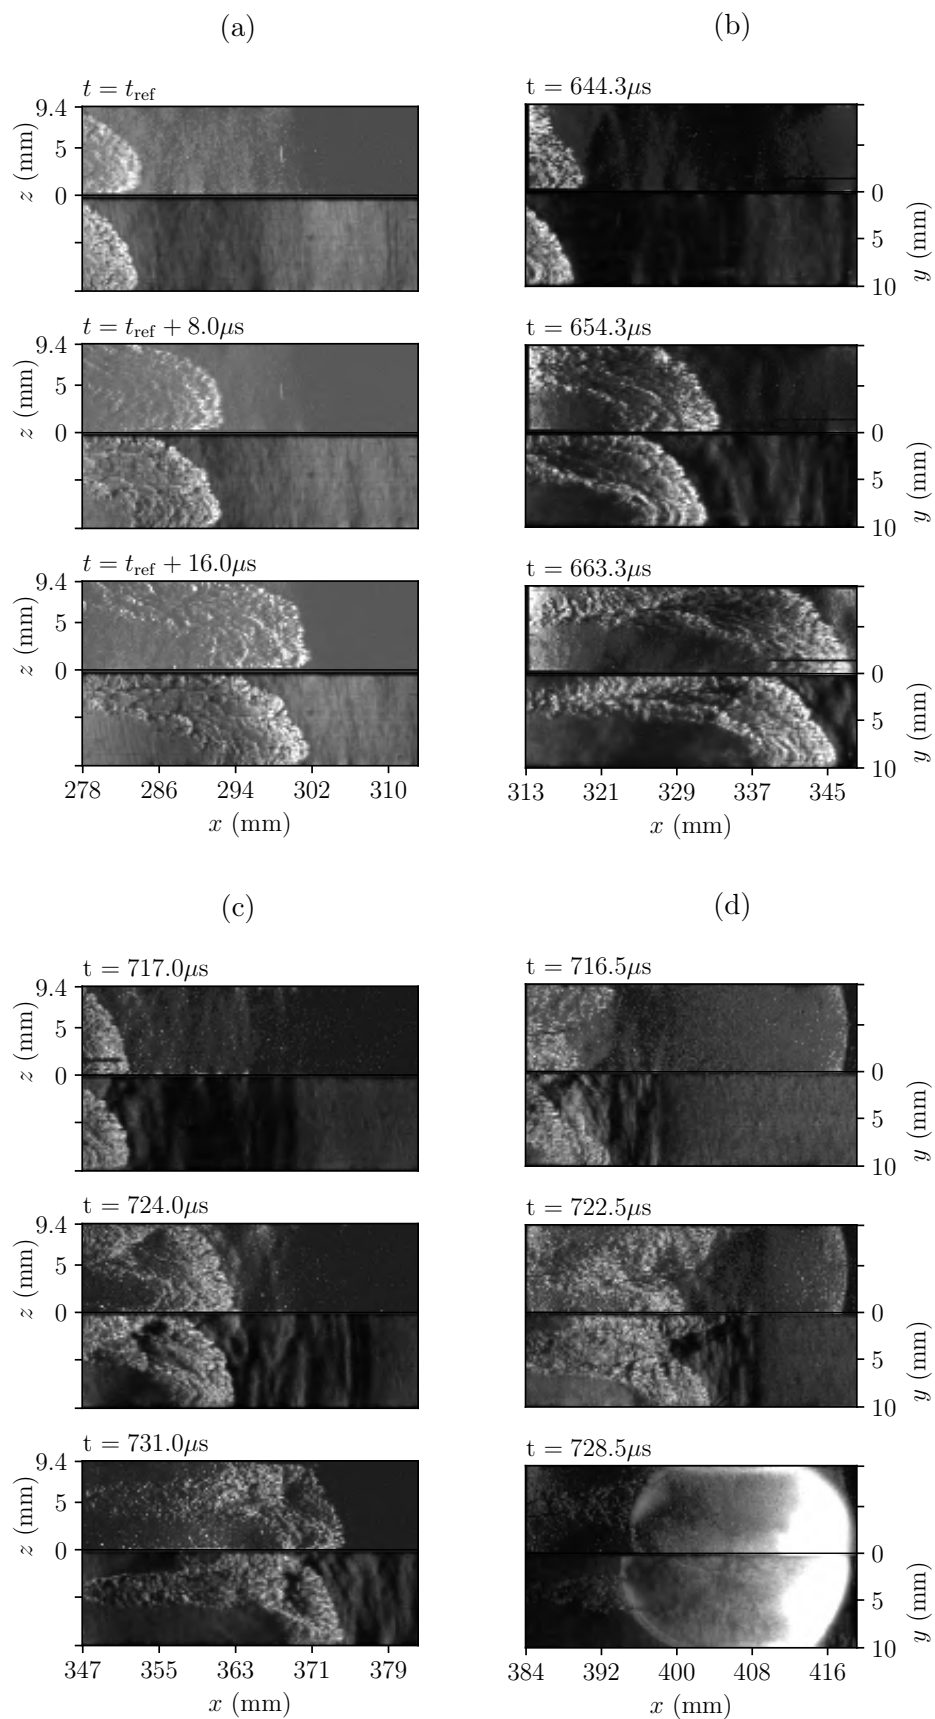 (a)
t = t_ref
9.4
5
0
z (mm)
t = t_ref + 8.0μs
9.4
5
0
z (mm)
t = t_ref + 16.0μs
9.4
5
0
z (mm)
278 286 294 302 310
x (mm)
(b)
t = 644.3μs
0
5
10
y (mm)
t = 654.3μs
0
5
10
y (mm)
t = 663.3μs
0
5
10
y (mm)
313 321 329 337 345
x (mm)
(c)
t = 717.0μs
9.4
5
0
z (mm)
t = 724.0μs
9.4
5
0
z (mm)
t = 731.0μs
9.4
5
0
z (mm)
347 355 363 371 379
x (mm)
(d)
t = 716.5μs
0
5
10
y (mm)
t = 722.5μs
0
5
10
y (mm)
t = 728.5μs
0
5
10
y (mm)
384 392 400 408 416
x (mm)